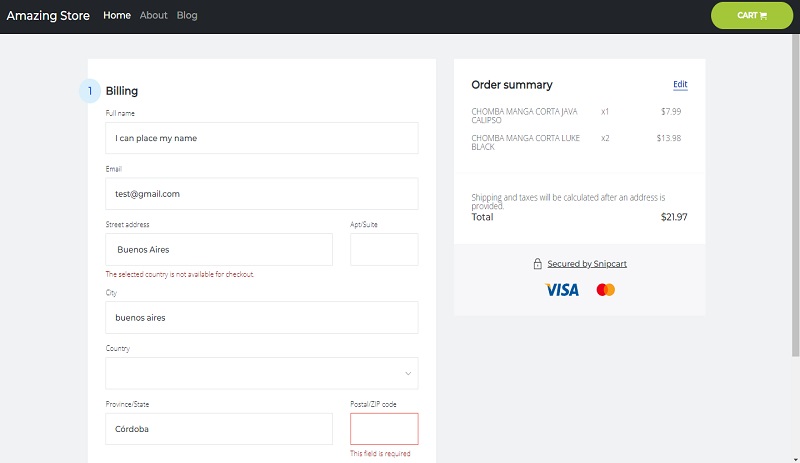 Amazing Store Home About Blog CART
1 Billing
Full name
I can place my name
Email
test@gmail.com
Street address Apt/Suite
Buenos Aires
The selected country is not available for checkout.
City
buenos aires
Country
Province/State Postal/ZIP code
Córdoba
This field is required
Order summary Edit
CHOMBA MANGA CORTA JAVA x1 $7.99
CALIPSO
CHOMBA MANGA CORTA LUKE x2 $13.98
BLACK
Shipping and taxes will be calculated after an address is
provided.
Total $21.97
Secured by Snipcart
VISA